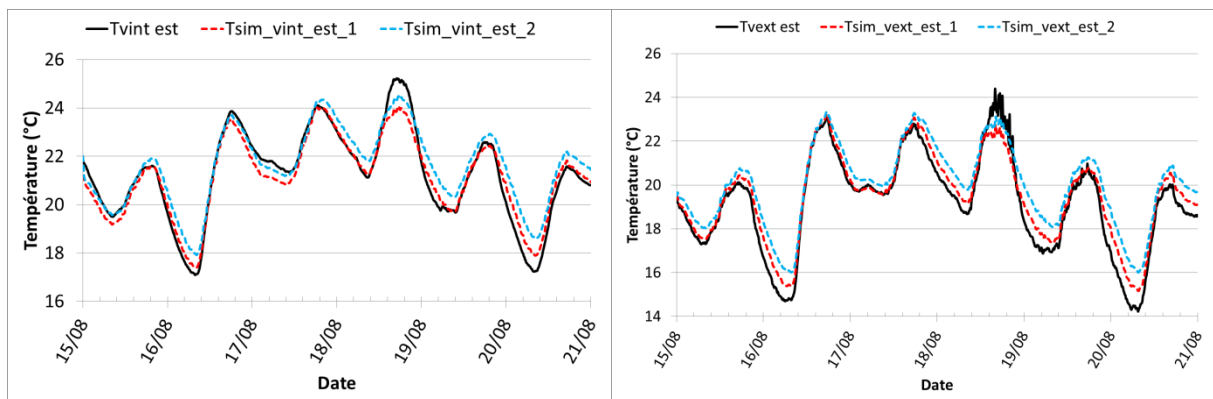 Tvint est Tsim_vint_est_1 Tsim_vint_est_2
26
24
22
20
18
16
Température (°C)
15/08 16/08 17/08 18/08 19/08 20/08 21/08
Date
Tvext est Tsim_vext_est_1 Tsim_vext_est_2
26
24
22
20
18
16
14
Température (°C)
15/08 16/08 17/08 18/08 19/08 20/08 21/08
Date